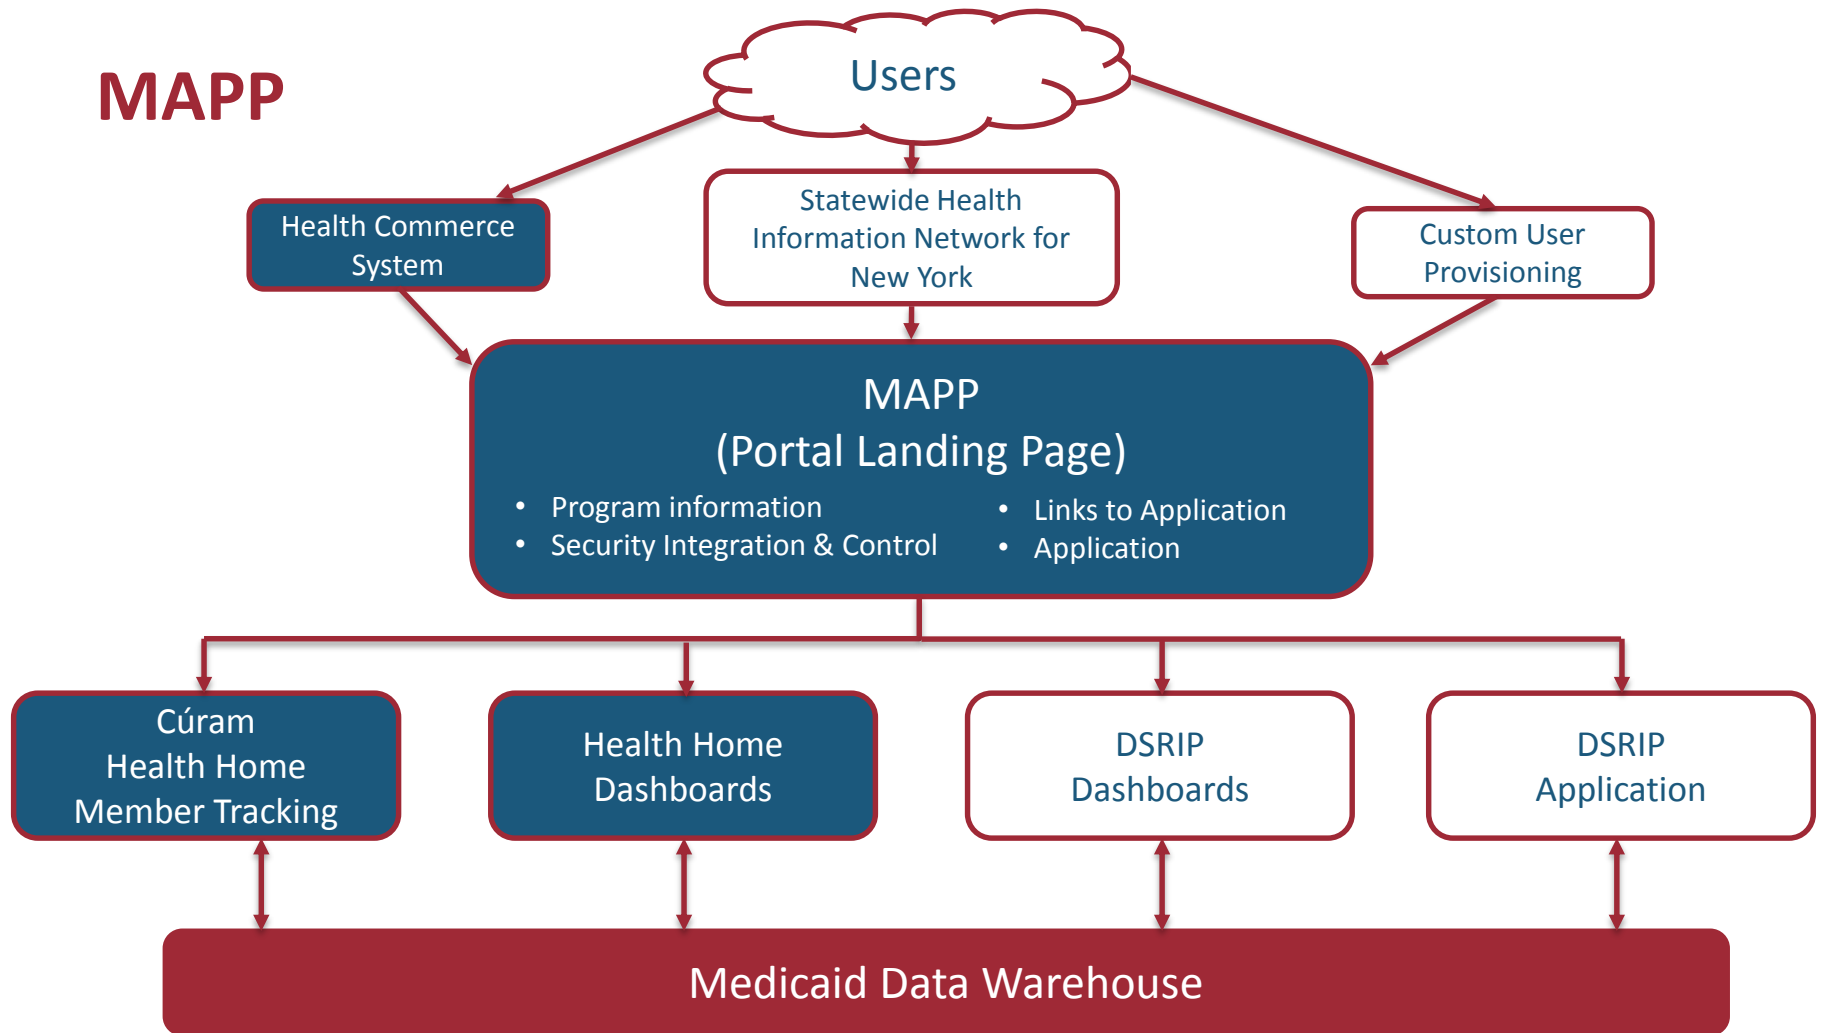 MAPP
Users
Health Commerce
System
Statewide Health
Information Network for
New York
Custom User
Provisioning
MAPP
(Portal Landing Page)
• Program information
• Security Integration & Control
• Links to Application
• Application
Cúram
Health Home
Member Tracking
Health Home
Dashboards
DSRIP
Dashboards
DSRIP
Application
Medicaid Data Warehouse